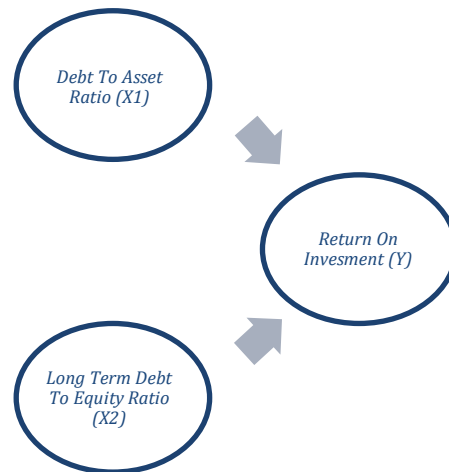 Debt To Asset
Ratio (X1)
Return On
Invesment (Y)
Long Term Debt
To Equity Ratio
(X2)